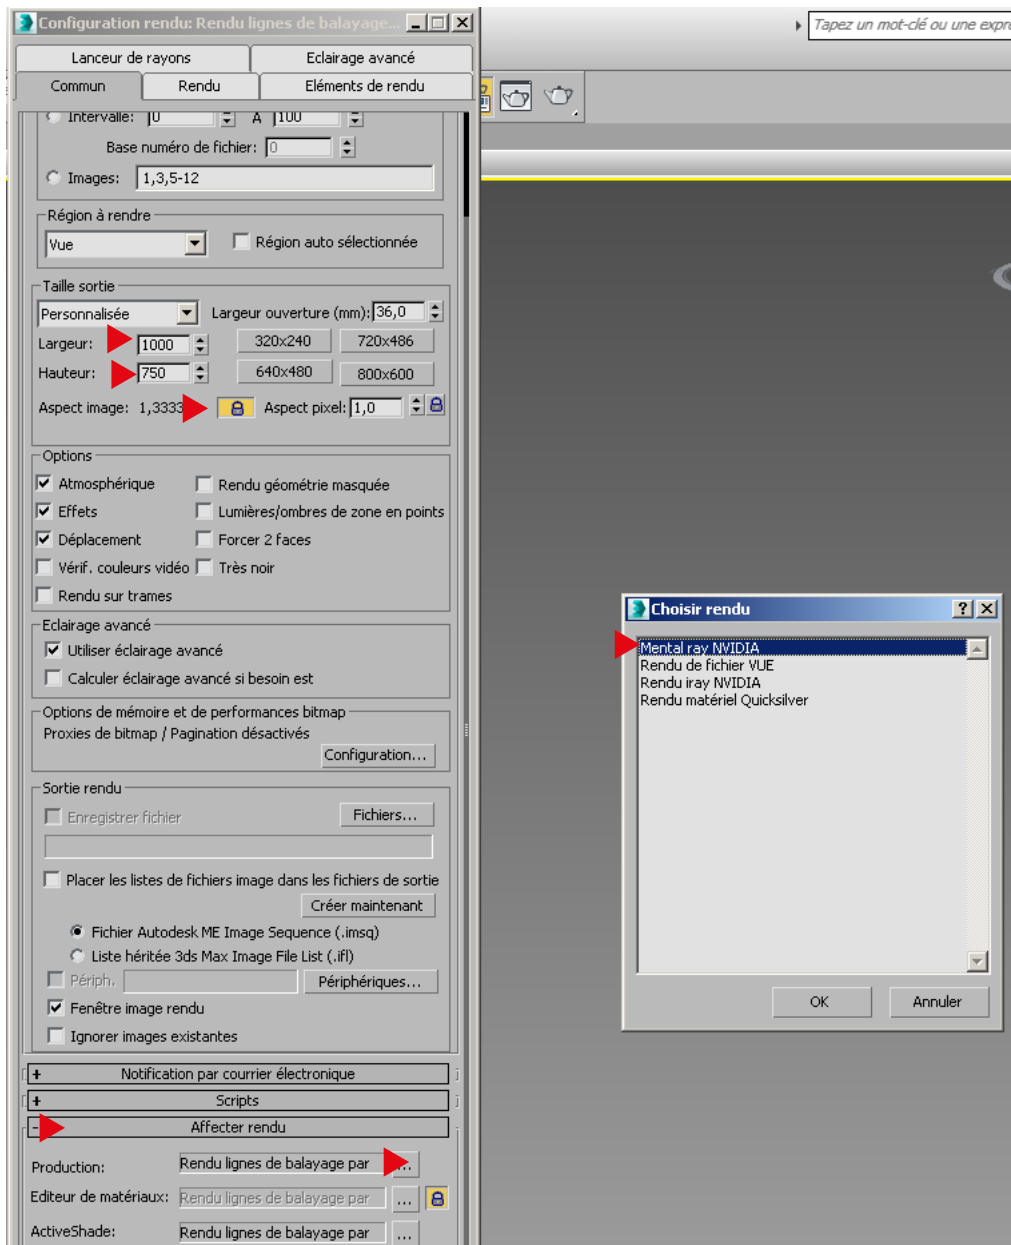 Configuration rendu: Rendu lignes de balayage...
Tapez un mot-clé ou une expre
Lanceur de rayons
Eclairage avancé
Commun
Rendu
Eléments de rendu
Intervalle: 0 A 100
Base numéro de fichier: 0
Images: 1,3,5-12
Région à rendre
Vue
Région auto sélectionnée
Taille sortie
Personnalisée
Largeur ouverture (mm): 36,0
Largeur: 1000
320x240
720x486
Hauteur: 750
640x480
800x600
Aspect image: 1,3333
Aspect pixel: 1,0
Options
Atmosphérique
Rendu géométrie masquée
Effets
Lumières/ombres de zone en points
Déplacement
Forcer 2 faces
Vérif. couleurs vidéo
Très noir
Rendu sur trames
Eclairage avancé
Utiliser éclairage avancé
Calculer éclairage avancé si besoin est
Options de mémoire et de performances bitmap
Proxies de bitmap / Pagination désactivés
Configuration...
Sortie rendu
Enregistrer fichier
Fichiers...
Placer les listes de fichiers image dans les fichiers de sortie
Créer maintenant
Fichier Autodesk ME Image Sequence (.imsq)
Liste héritée 3ds Max Image File List (.ifl)
Périph.
Périphériques...
Fenêtre image rendu
Ignorer images existantes
+ Notification par courrier électronique
+ Scripts
- Affecter rendu
Production: Rendu lignes de balayage par ...
Editeur de matériaux: Rendu lignes de balayage par ...
ActiveShade: Rendu lignes de balayage par ...
Choisir rendu
Mental ray NVIDIA
Rendu de fichier VUE
Rendu iray NVIDIA
Rendu matériel Quicksilver
OK
Annuler